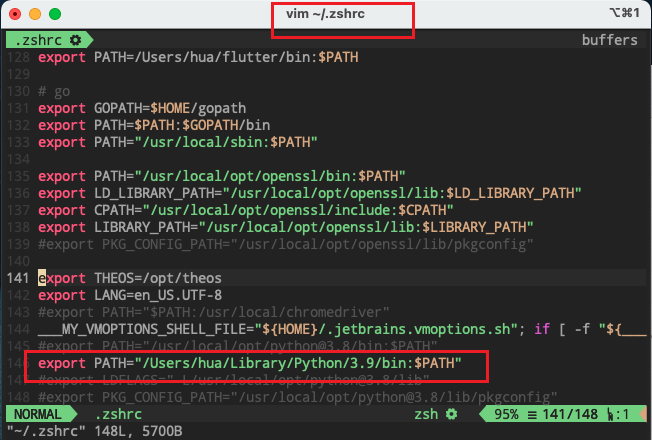 vim ~/.zshrc
⌥⌘1
.zshrc
buffers
128 export PATH=/Users/hua/flutter/bin:$PATH
129
130 # go
131 export GOPATH=$HOME/gopath
132 export PATH=$PATH:$GOPATH/bin
133 export PATH="/usr/local/sbin:$PATH"
134
135 export PATH="/usr/local/opt/openssl/bin:$PATH"
136 export LD_LIBRARY_PATH="/usr/local/opt/openssl/lib:$LD_LIBRARY_PATH"
137 export CPATH="/usr/local/opt/openssl/include:$CPATH"
138 export LIBRARY_PATH="/usr/local/opt/openssl/lib:$LIBRARY_PATH"
139 #export PKG_CONFIG_PATH="/usr/local/opt/openssl/lib/pkgconfig"
140
141 export THEOS=/opt/theos
142 export LANG=en_US.UTF-8
143 #export PATH="$PATH:/usr/local/chromedriver"
144 ___MY_VMOPTIONS_SHELL_FILE="${HOME}/.jetbrains.vmoptions.sh"; if [ -f "${___
145 #export PATH="/usr/local/opt/python@3.8/bin:$PATH"
146 export PATH="/Users/hua/Library/Python/3.9/bin:$PATH"
147 #export LDFLAGS="-L/usr/local/opt/python@3.8/lib"
148 #export PKG_CONFIG_PATH="/usr/local/opt/python@3.8/lib/pkgconfig"
NORMAL .zshrc zsh 95% ≡ 141/148 :1
"~/.zshrc" 148L, 5700B